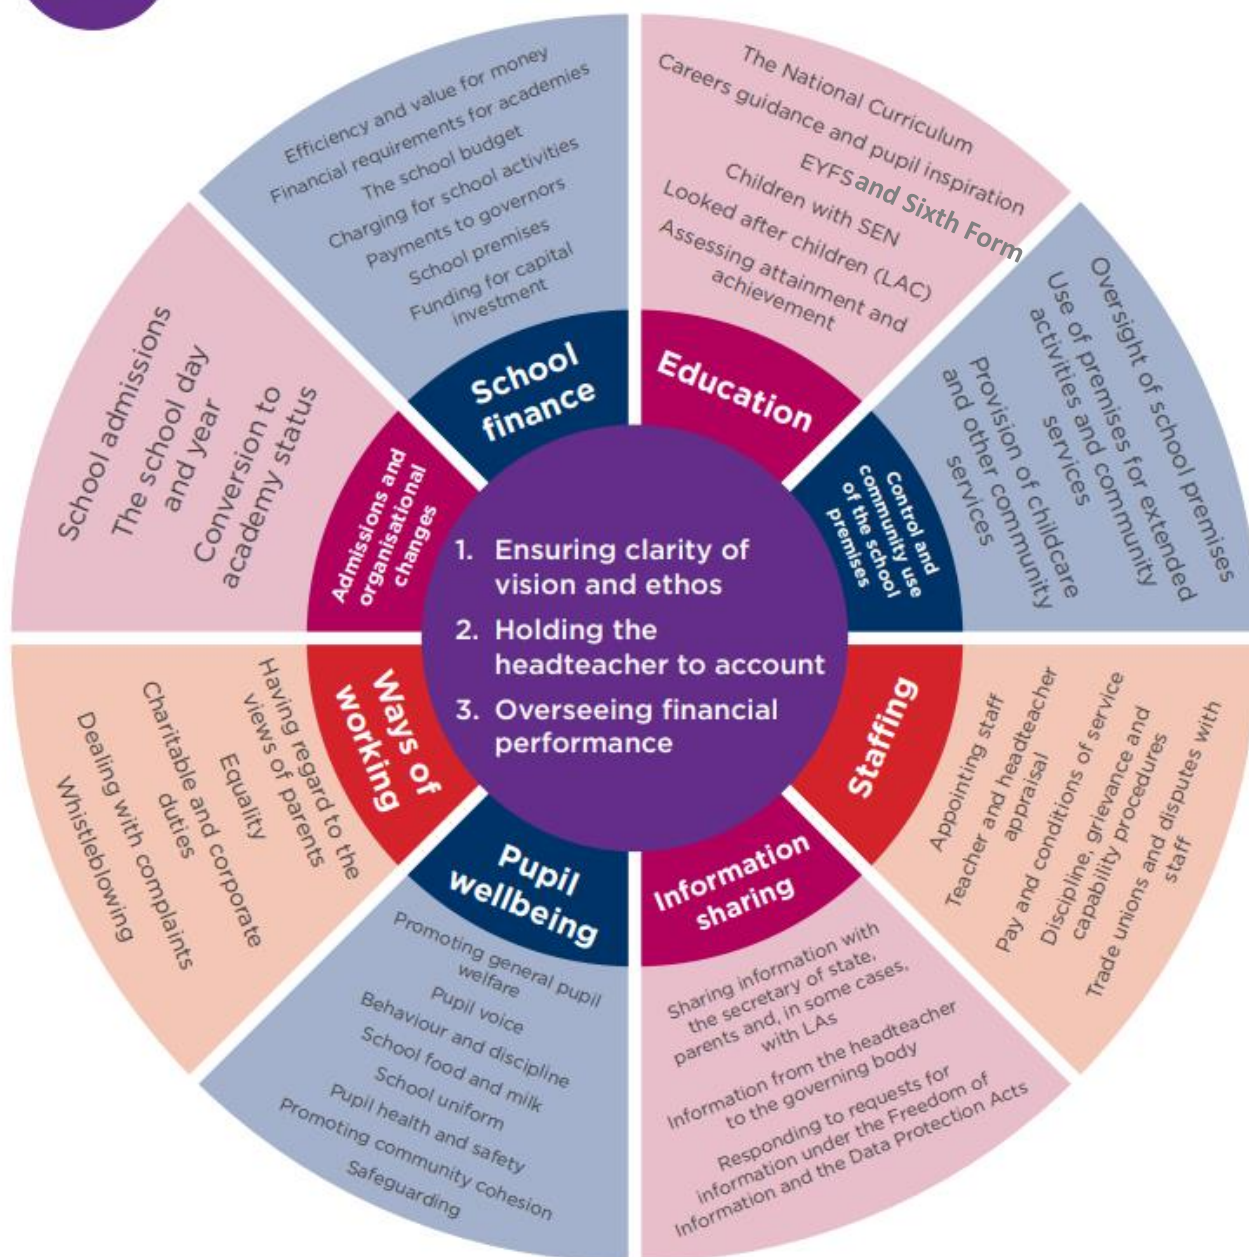 Efficiency and value for money
Financial requirements for academies
The school budget
Charging for school activities
Payments to governors
School premises
Funding for capital
investment
School
finance
The National Curriculum
Careers guidance and pupil inspiration
EYFS and Sixth Form
Children with SEN
Looked after children (LAC)
Assessing attainment and
achievement
Education
Oversight of school premises
Use of premises for extended
activities and community
services
Provision of childcare
and other community
services
Control and
community use
of the school
premises
Appointing staff
Teacher and headteacher
appraisal
Pay and conditions of service
Discipline, grievance and
capability procedures
Trade unions and disputes with
staff
Staffing
Information
sharing
Sharing information with
the secretary of state,
parents and, in some cases,
with LAs
Information from the headteacher
to the governing body
Responding to requests for
information under the Freedom of
Information and the Data Protection Acts
Pupil
wellbeing
Promoting general pupil
welfare
Pupil voice
Behaviour and discipline
School food and milk
School uniform
Pupil health and safety
Promoting community cohesion
Safeguarding
Ways of
working
Having regard to the
views of parents
Equality
Charitable and corporate
duties
Dealing with complaints
Whistleblowing
School admissions
The school day
and year
Conversion to
academy status
Admissions and
organisational
changes
1. Ensuring clarity of
vision and ethos
2. Holding the
headteacher to account
3. Overseeing financial
performance